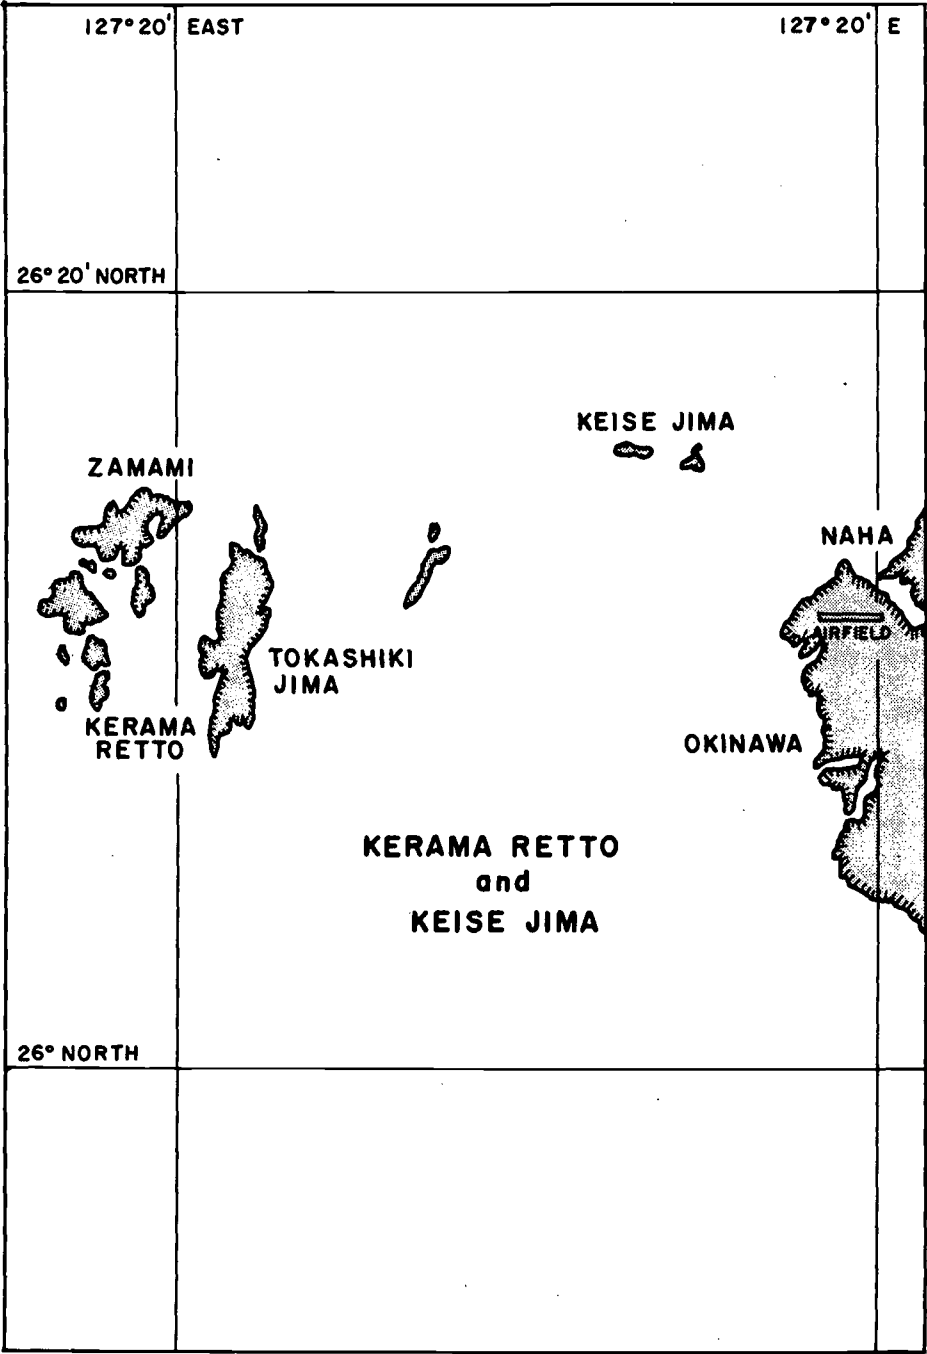 127° 20' EAST
127° 20' E
26° 20' NORTH
KEISE JIMA
ZAMAMI
NAHA
AIRFIELD
TOKASHIKI
JIMA
KERAMA
RETTO
OKINAWA
KERAMA RETTO
and
KEISE JIMA
26° NORTH